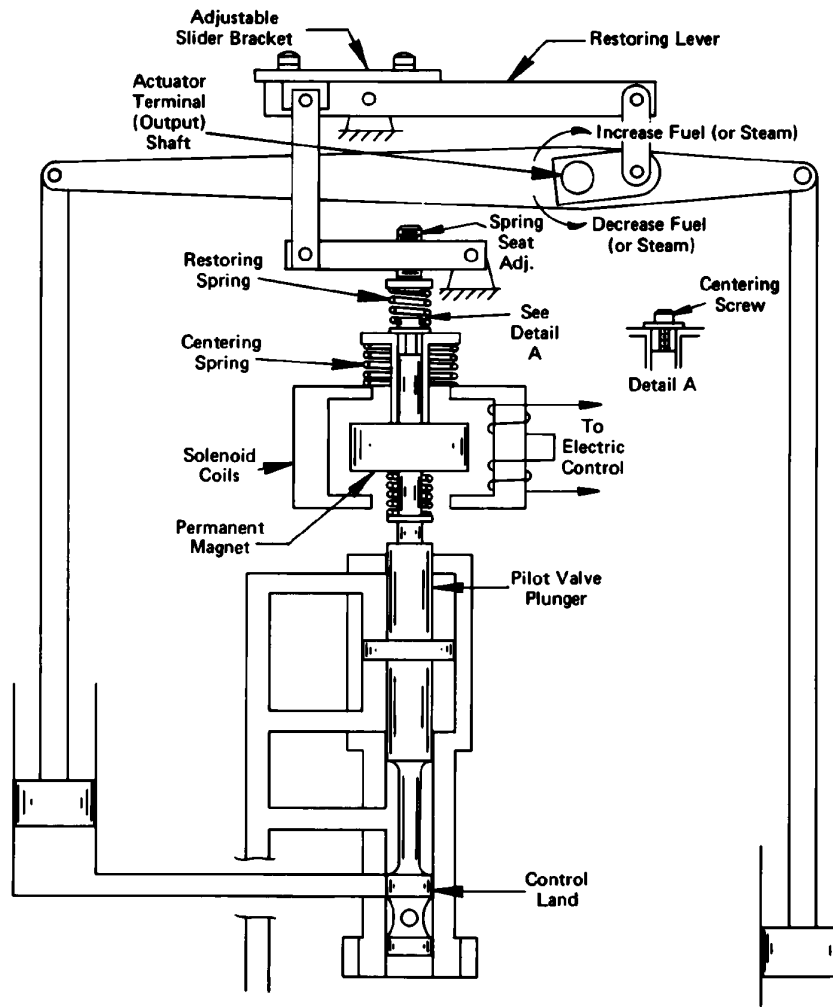 Adjustable
Slider Bracket
Restoring Lever
Actuator
Terminal
(Output)
Shaft
Increase Fuel (or Steam)
Decrease Fuel
(or Steam)
Spring
Seat
Adj.
Restoring
Spring
See
Detail
A
Centering
Screw
Detail A
Centering
Spring
To
Electric
Control
Solenoid
Coils
Permanent
Magnet
Pilot Valve
Plunger
Control
Land